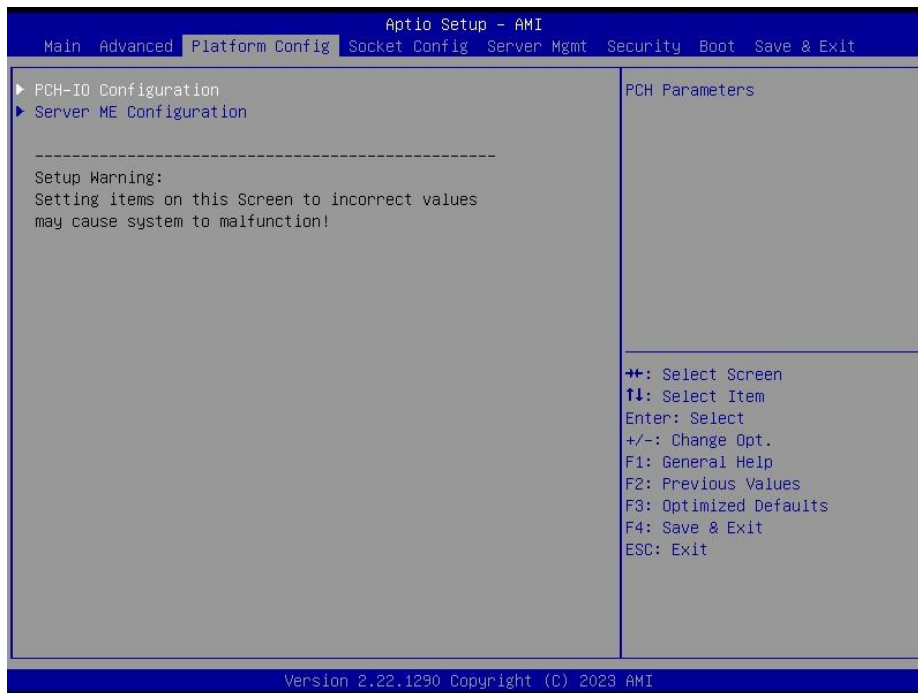 Aptio Setup – AMI
Main Advanced Platform Config Socket Config Server Mgmt Security Boot Save & Exit
▶ PCH-IO Configuration
▶ Server ME Configuration
--------------------------------------------------
Setup Warning:
Setting items on this Screen to incorrect values
may cause system to malfunction!
PCH Parameters
→←: Select Screen
↑↓: Select Item
Enter: Select
+/-: Change Opt.
F1: General Help
F2: Previous Values
F3: Optimized Defaults
F4: Save & Exit
ESC: Exit
Version 2.22.1290 Copyright (C) 2023 AMI